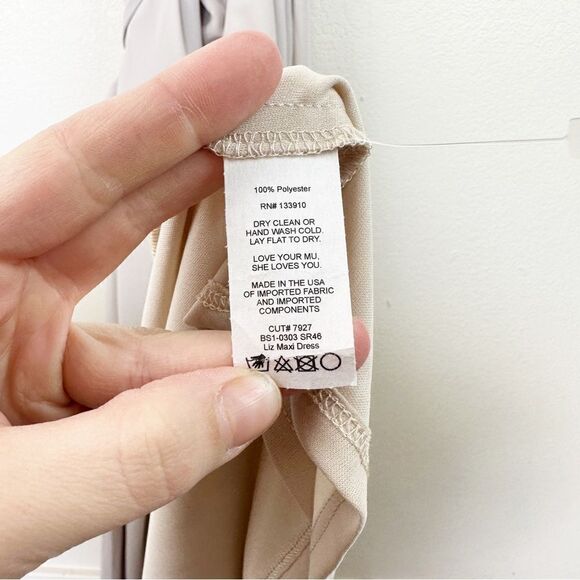 100% Polyester
RN# 133910
DRY CLEAN OR
HAND WASH COLD.
LAY FLAT TO DRY.
LOVE YOUR MU,
SHE LOVES YOU.
MADE IN THE USA
OF IMPORTED FABRIC
AND IMPORTED
COMPONENTS
CUT# 7927
BS1-0303 SR46
Liz Maxi Dress